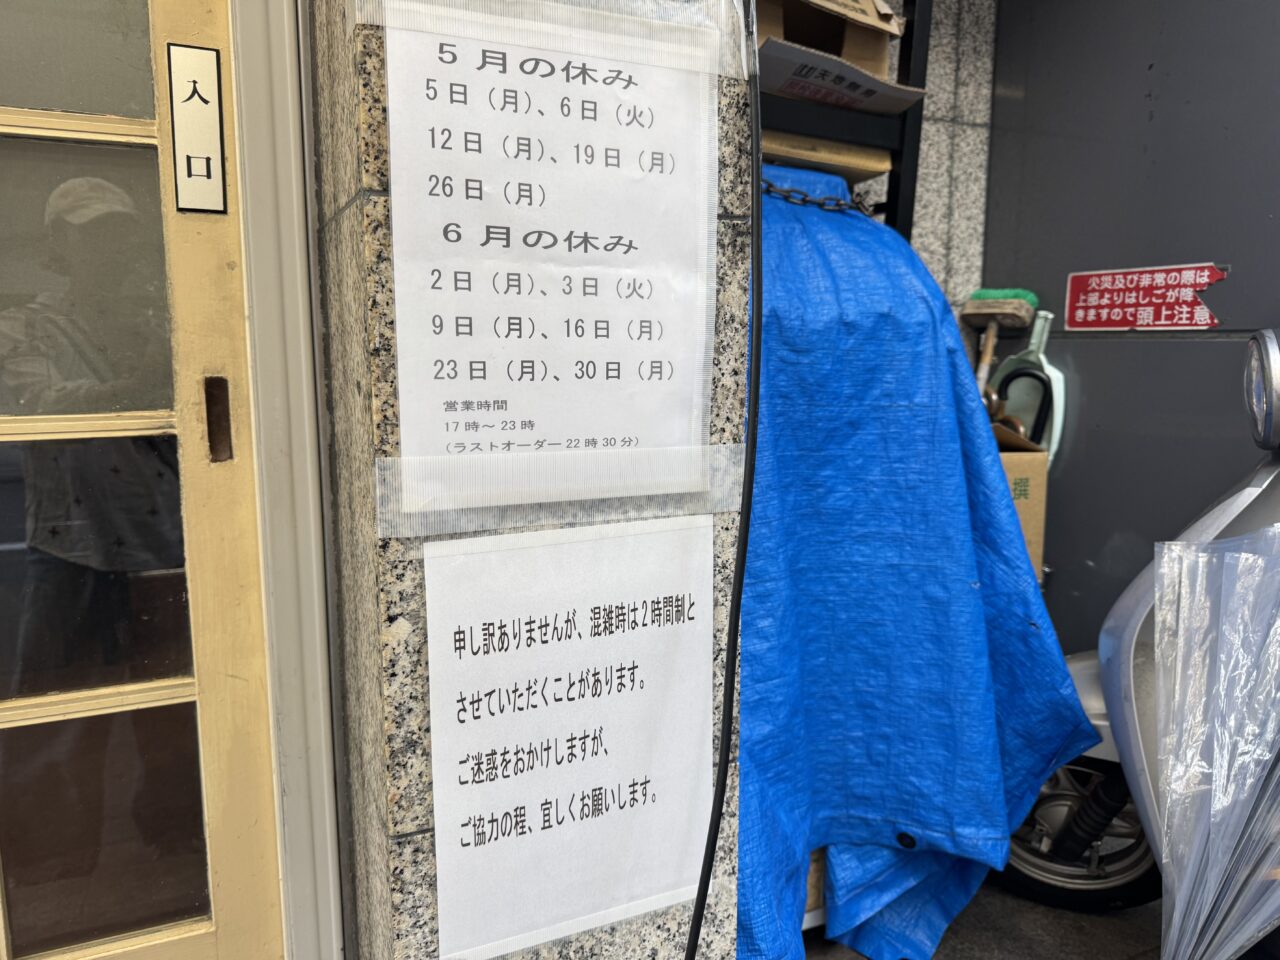 入口
5月の休み
5日（月）、6日（火）
12日（月）、19日（月）
26日（月）
6月の休み
2日（月）、3日（火）
9日（月）、16日（月）
23日（月）、30日（月）
営業時間
17時～23時
（ラストオーダー22時30分）
申し訳ありませんが、混雑時は2時間制と
させていただくことがあります。
ご迷惑をおかけしますが、
ご協力の程、宜しくお願いします。
火災及び非常の際は
上部よりはしごが降
きますので頭上注意
撰